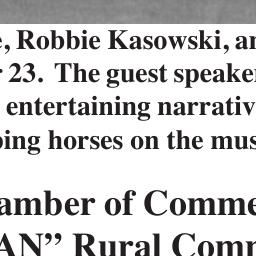 e, Robbie Kasowski, an
r 23. The guest speaker
entertaining narrativ
ping horses on the mus
amber of Comme
AN” Rural Comm